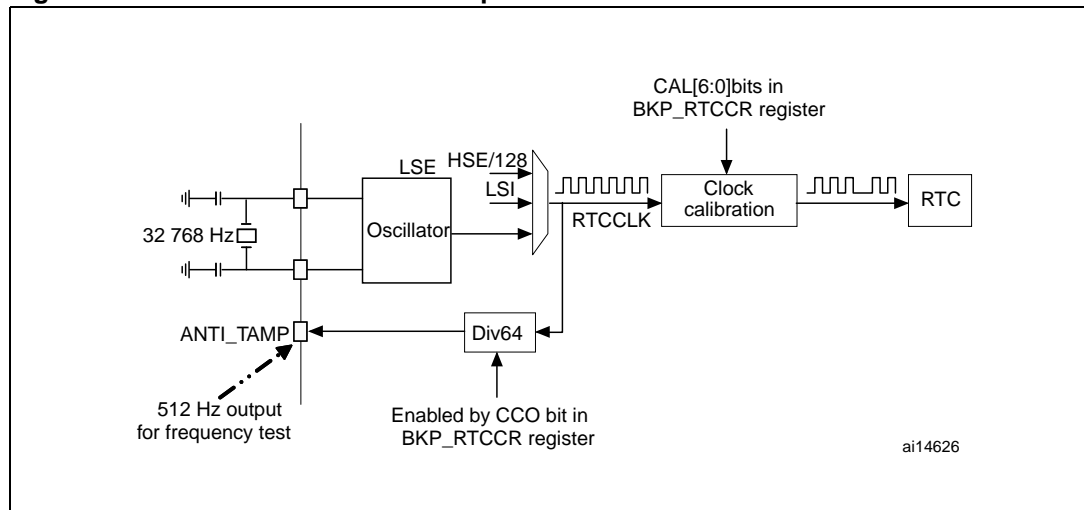 CAL[6:0]bits in
BKP_RTCCR register
HSE/128
LSE
LSI
Clock
calibration
RTC
RTCCLK
Oscillator
32 768 Hz
ANTI_TAMP
Div64
512 Hz output
for frequency test
Enabled by CCO bit in
BKP_RTCCR register
ai14626